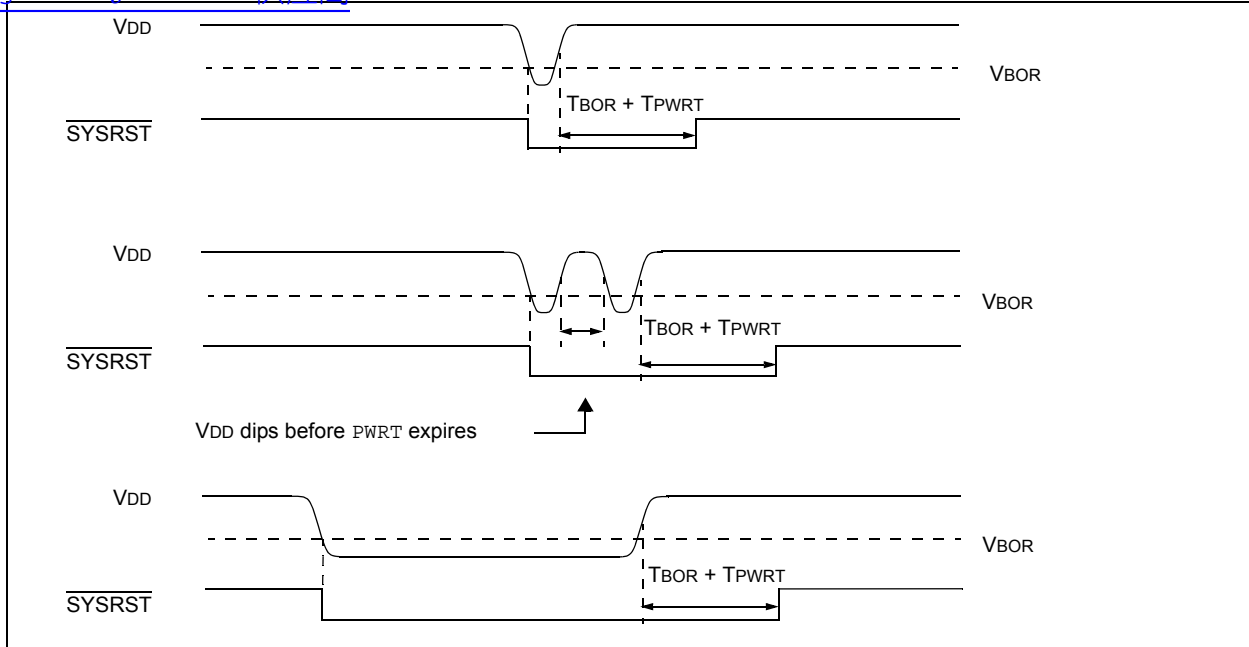 VDD
VBOR
TBOR + TPWRT
SYSRST
VDD
VBOR
TBOR + TPWRT
SYSRST
VDD dips before PWRT expires
VDD
VBOR
TBOR + TPWRT
SYSRST